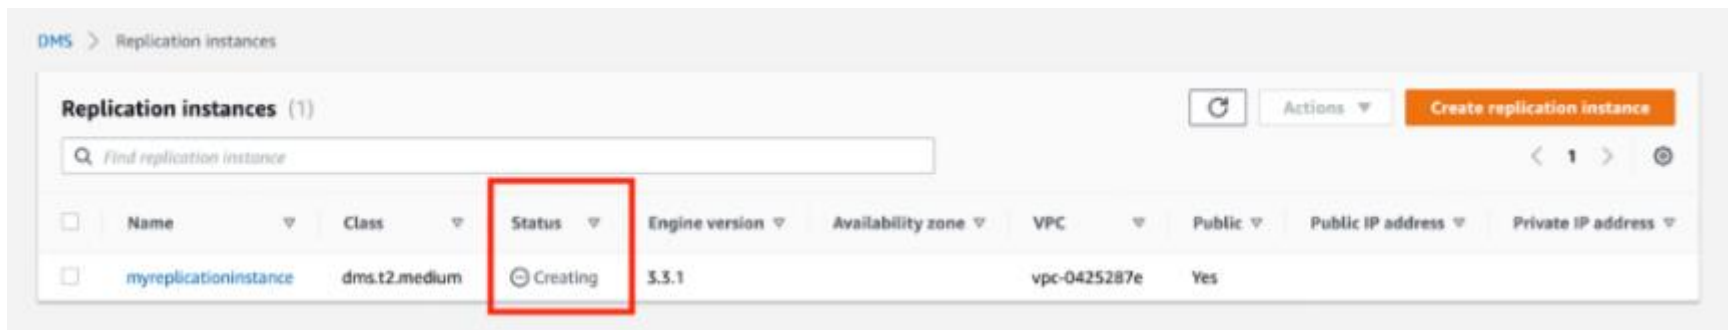 DMS > Replication instances
Replication instances (1) Actions Create replication instance
Find replication instance < 1 >
Name Class Status Engine version Availability zone VPC Public Public IP address Private IP address
myreplicationinstance dms.t2.medium Creating 3.3.1 vpc-0425287e Yes